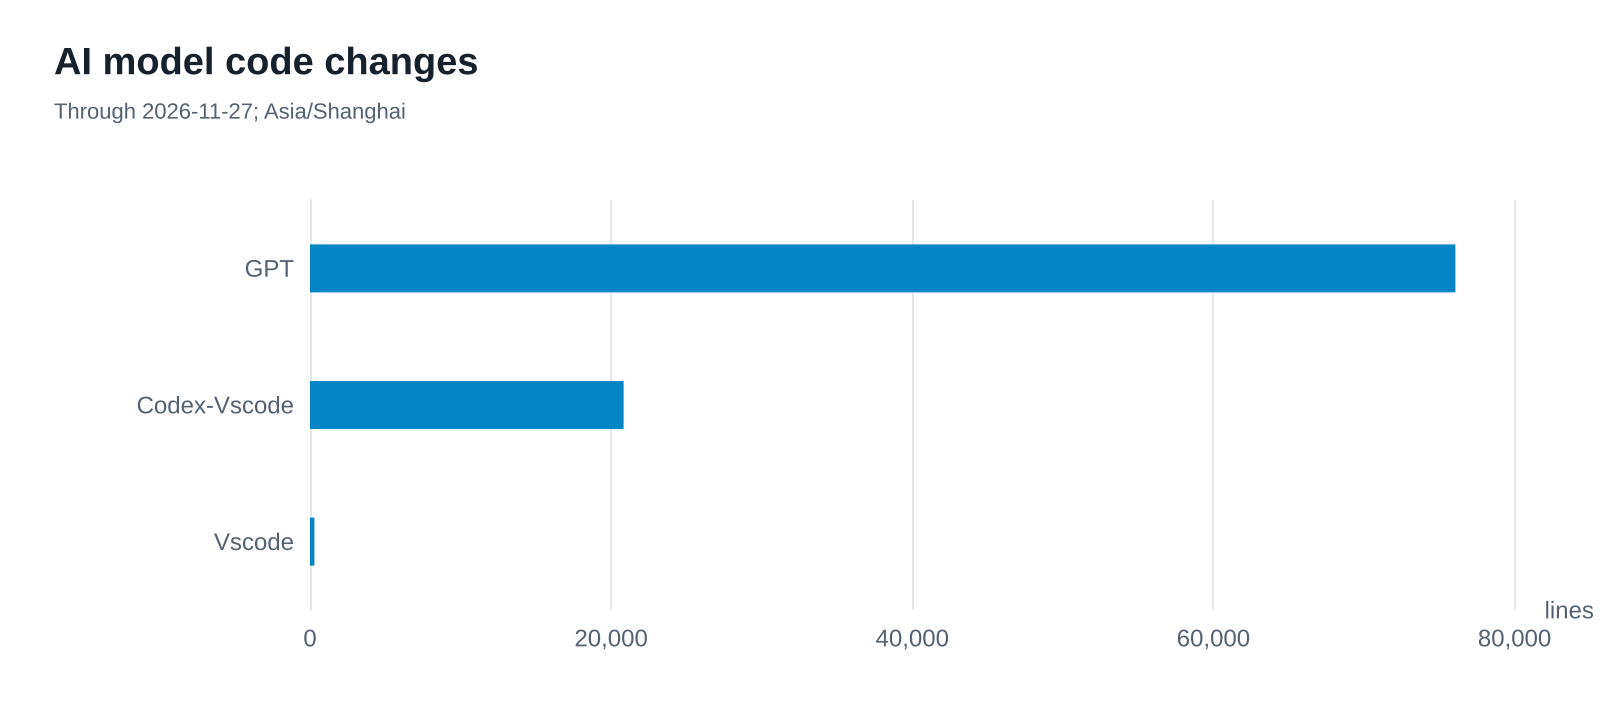 AI model code changes
Through 2026-11-27; Asia/Shanghai
GPT
Codex-Vscode
Vscode
lines
0 20,000 40,000 60,000 80,000